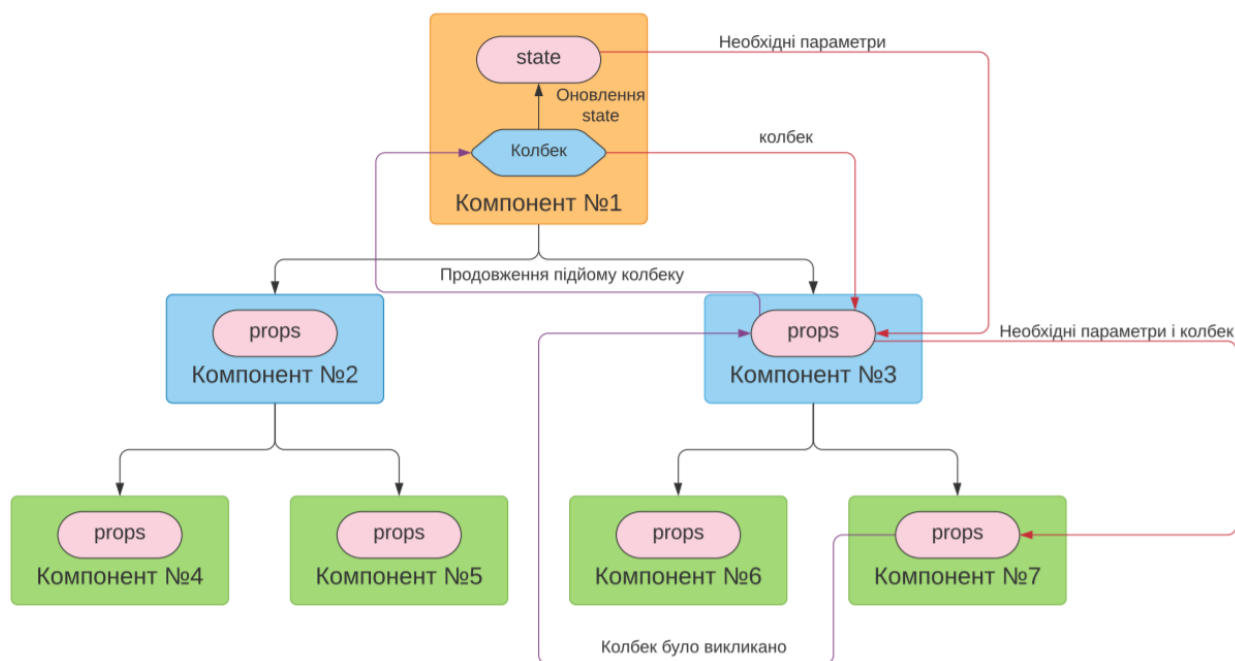 Необхідні параметри
state
Оновлення
state
колбек
Колбек
Компонент №1
Продовження підйому колбеку
props
props
Необхідні параметри і колбек
Компонент №2
Компонент №3
props
props
props
props
Компонент №4
Компонент №5
Компонент №6
Компонент №7
Колбек було викликано